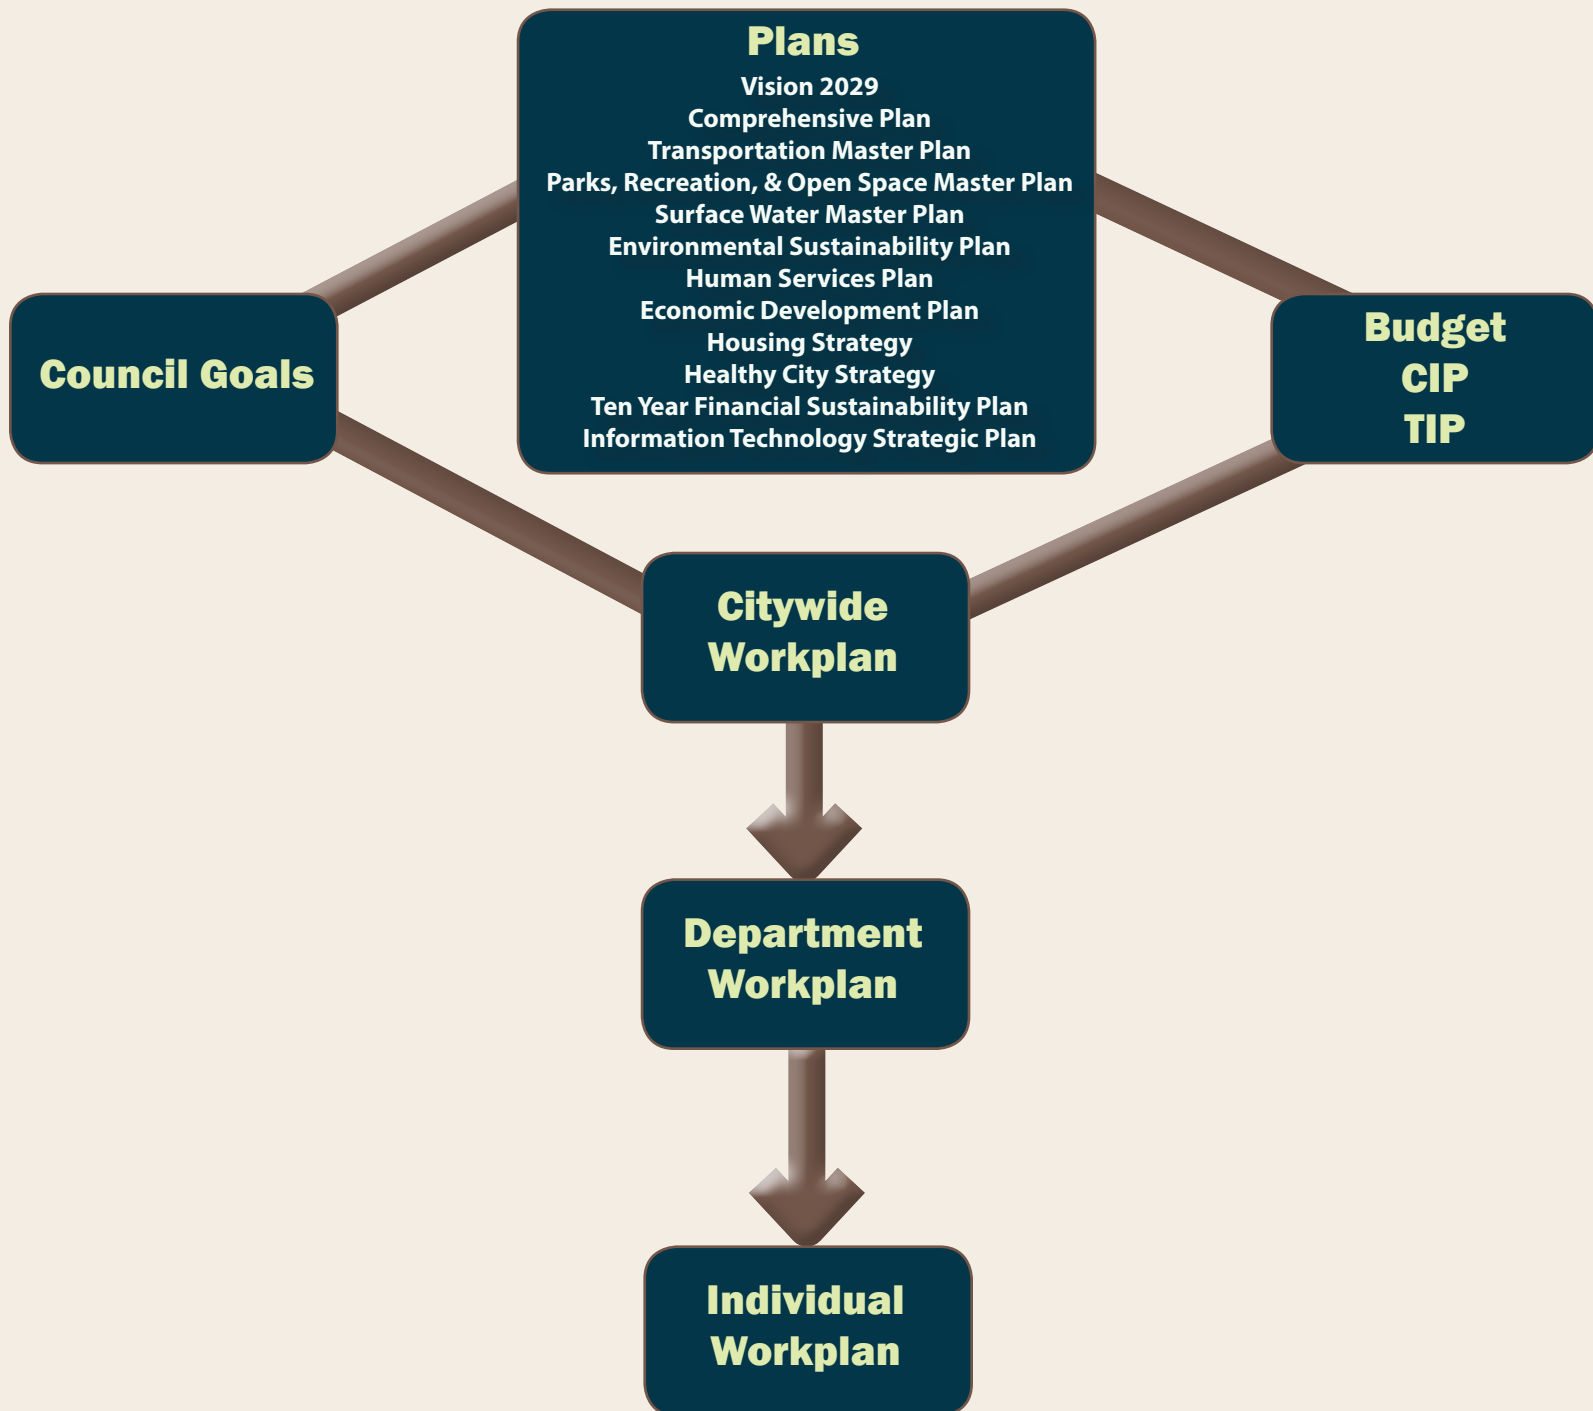 Plans
Vision 2029
Comprehensive Plan
Transportation Master Plan
Parks, Recreation, & Open Space Master Plan
Surface Water Master Plan
Environmental Sustainability Plan
Human Services Plan
Economic Development Plan
Housing Strategy
Healthy City Strategy
Ten Year Financial Sustainability Plan
Information Technology Strategic Plan
Council Goals
Budget
CIP
TIP
Citywide
Workplan
Department
Workplan
Individual
Workplan